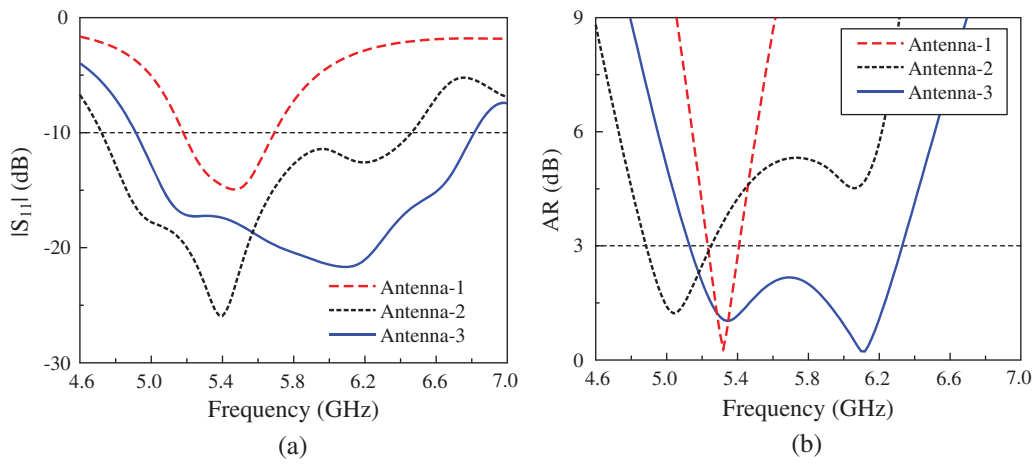 0
-10
-20
-30
|S11| (dB)
Antenna-1
Antenna-2
Antenna-3
4.6 5.0 5.4 5.8 6.2 6.6 7.0
Frequency (GHz)
(a)
9
6
3
0
AR (dB)
Antenna-1
Antenna-2
Antenna-3
4.6 5.0 5.4 5.8 6.2 6.6 7.0
Frequency (GHz)
(b)